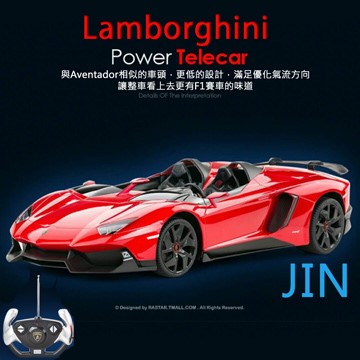 Lamborghini
Power Telecar
與Aventador相似的車頭，更低的設計，滿足優化氣流方向
讓整車看上去更有F1賽車的味道
Details Of The Interpretation
JIN
© Designed by RASTAR.TMALL.COM . All Rights Reserved.